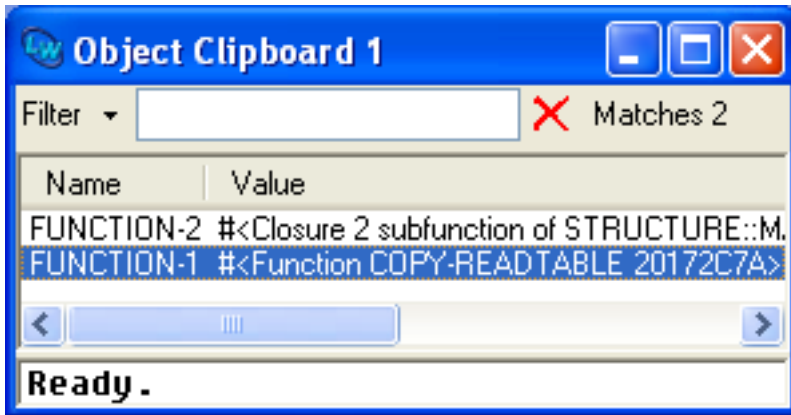 Object Clipboard 1
Filter Matches 2
Name Value
FUNCTION-2 #<Closure 2 subfunction of STRUCTURE::M.
FUNCTION-1 #<Function COPY-READTABLE 20172C7A>
Ready.